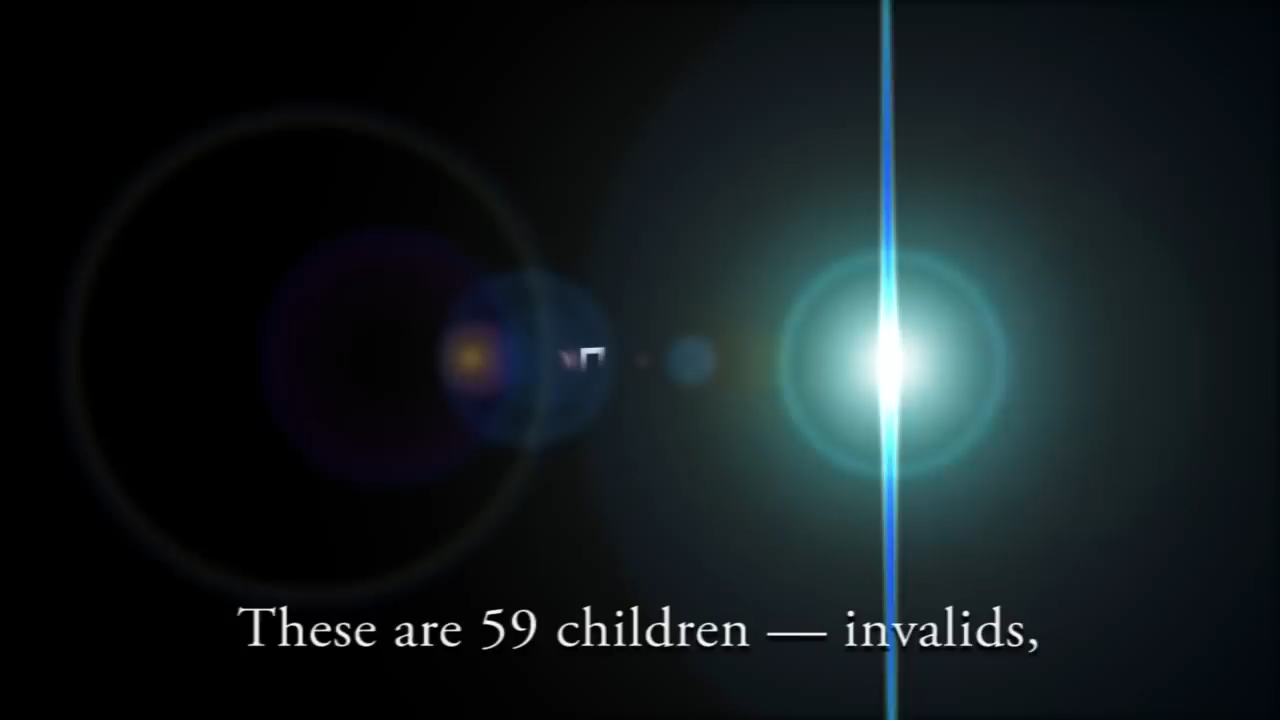 These are 59 children — invalids,